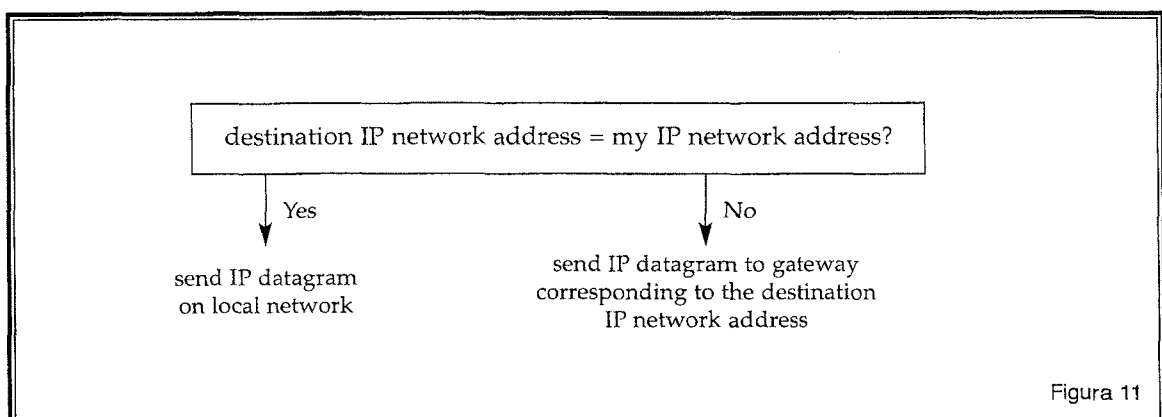 destination IP network address = my IP network address?
Yes
No
send IP datagram
on local network
send IP datagram to gateway
corresponding to the destination
IP network address
Figura 11